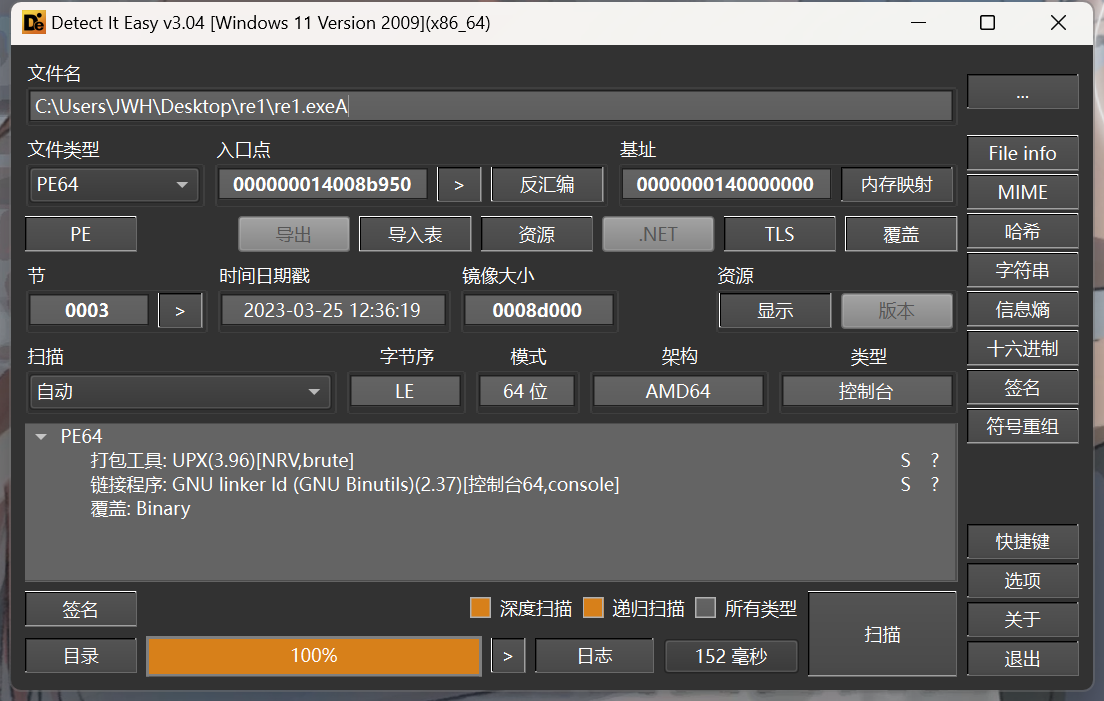 Detect It Easy v3.04 [Windows 11 Version 2009](x86_64)
文件名
C:\Users\JWH\Desktop\re1\re1.exeA
...
文件类型 入口点 基址
PE64 000000014008b950 > 反汇编 0000000140000000 内存映射
File info
MIME
PE 导出 导入表 资源 .NET TLS 覆盖
哈希
字符串
节 时间日期戳 镜像大小 资源
0003 > 2023-03-25 12:36:19 0008d000 显示 版本
信息熵
十六进制
扫描 字节序 模式 架构 类型
自动 LE 64 位 AMD64 控制台
签名
符号重组
PE64
打包工具: UPX(3.96)[NRV,brute] S ?
链接程序: GNU linker ld (GNU Binutils)(2.37)[控制台64,console] S ?
覆盖: Binary
快捷键
选项
关于
退出
签名 深度扫描 递归扫描 所有类型
扫描
目录 100% > 日志 152 毫秒